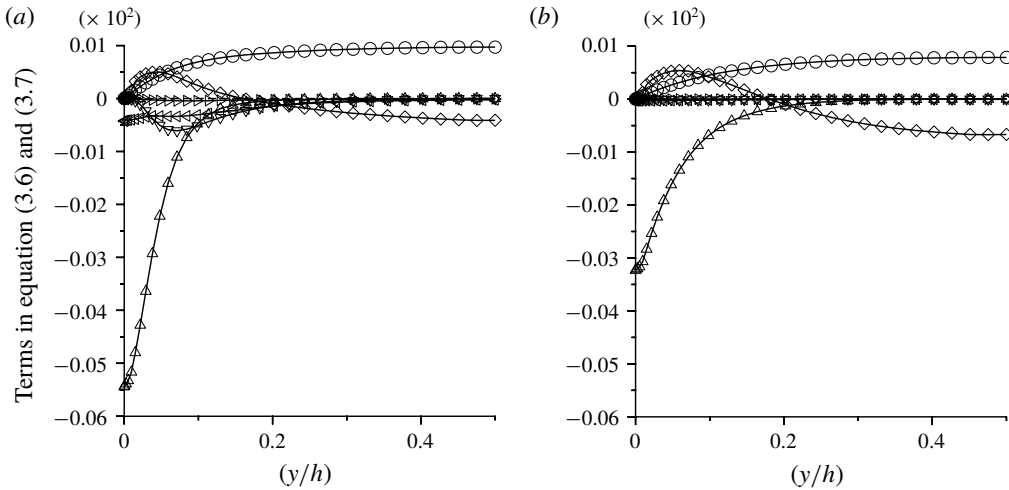 (a) (× 10²) (b) (× 10²)
0.01 0.01
0 0
−0.01 −0.01
−0.02 −0.02
−0.03 −0.03
−0.04 −0.04
−0.05 −0.05
−0.06 −0.06
Terms in equation (3.6) and (3.7)
0 0.2 0.4 0 0.2 0.4
(y/h) (y/h)